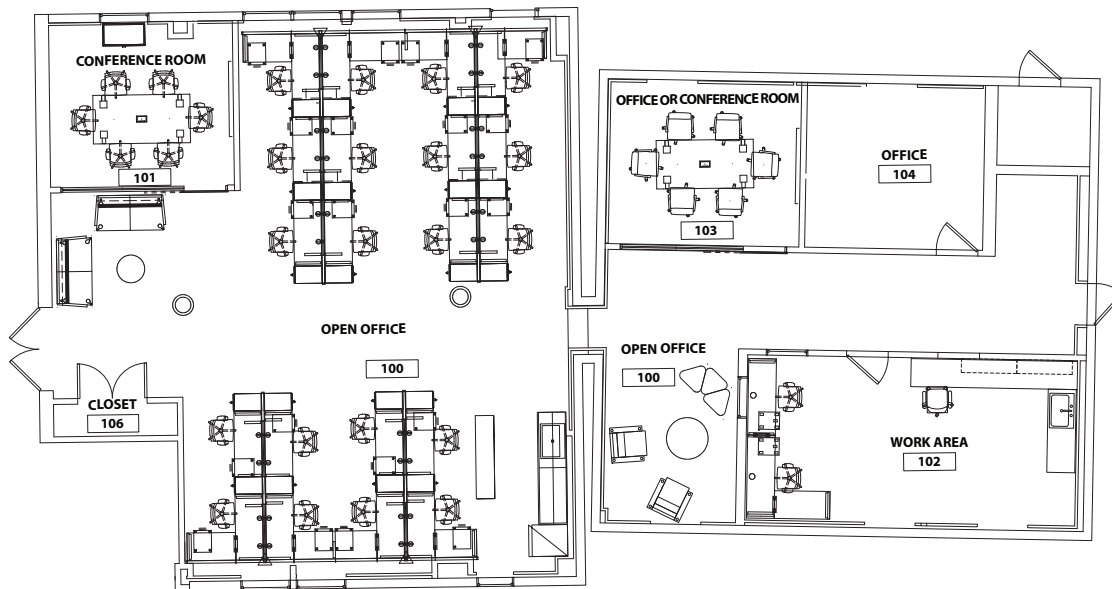 CONFERENCE ROOM
101
OFFICE OR CONFERENCE ROOM
103
OFFICE
104
OPEN OFFICE
100
OPEN OFFICE
100
CLOSET
106
WORK AREA
102